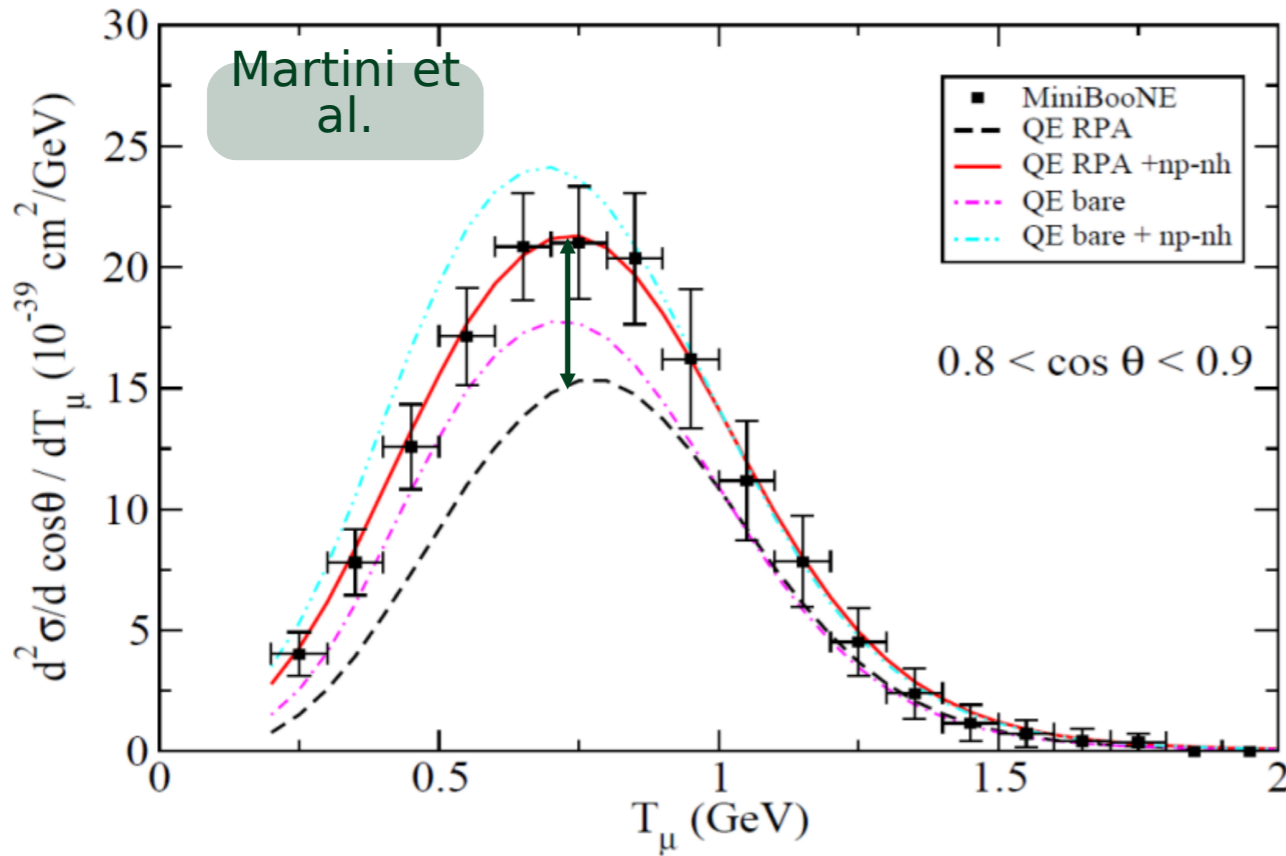 Martini et
al.
MiniBooNE
QE RPA
QE RPA +np-nh
QE bare
QE bare + np-nh
0.8 < cos θ < 0.9
d²σ/d cosθ / dT_μ (10⁻³⁹ cm²/GeV)
30
25
20
15
10
5
0
0 0.5 1 1.5 2
T_μ (GeV)